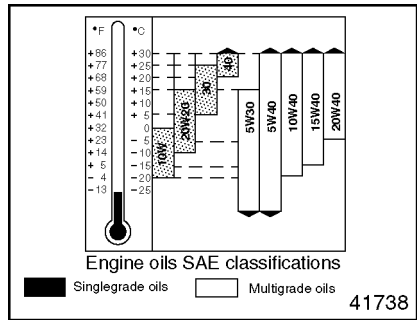 °F °C
+86 +30
+77 +25
+68 +20
+59 +15
+50 +10
+41 +5
+32 0
+23 -5
+14 -10
+5 -15
-4 -20
-13 -25
10W
20W20
30
40
5W30
5W40
10W40
15W40
20W40
Engine oils SAE classifications
Singlegrade oils Multigrade oils
41738